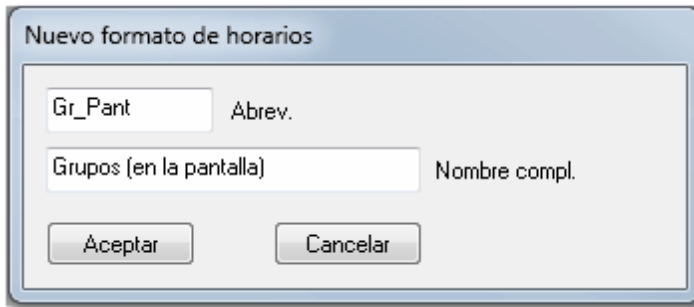 Nuevo formato de horarios
Gr_Pant Abrev.
Grupos (en la pantalla) Nombre compl.
Aceptar Cancelar